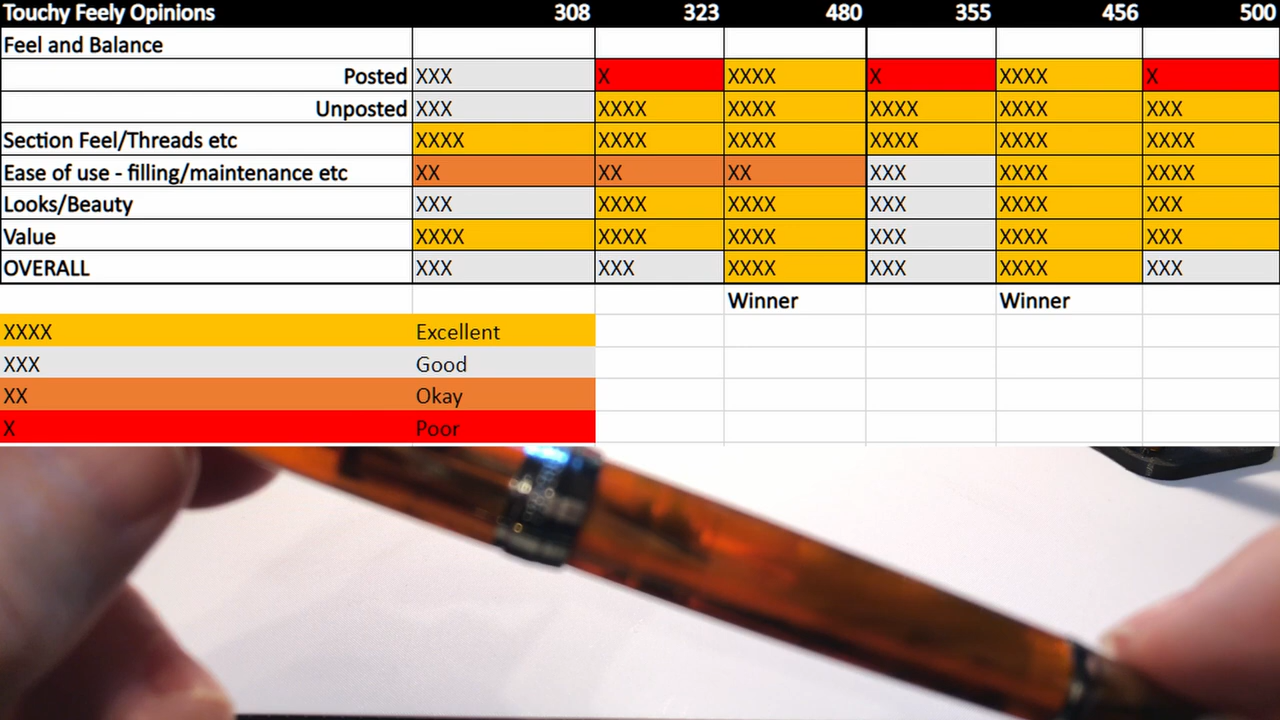 Touchy Feely Opinions 308 323 480 355 456 500
Feel and Balance
Posted XXX X XXXX X XXXX X
Unposted XXX XXXX XXXX XXXX XXXX XXX
Section Feel/Threads etc XXXX XXXX XXXX XXXX XXXX XXXX
Ease of use - filling/maintenance etc XX XX XX XXX XXXX XXXX
Looks/Beauty XXX XXXX XXXX XXX XXXX XXX
Value XXXX XXXX XXXX XXX XXXX XXX
OVERALL XXX XXX XXXX XXX XXXX XXX
Winner Winner
XXXX Excellent
XXX Good
XX Okay
X Poor